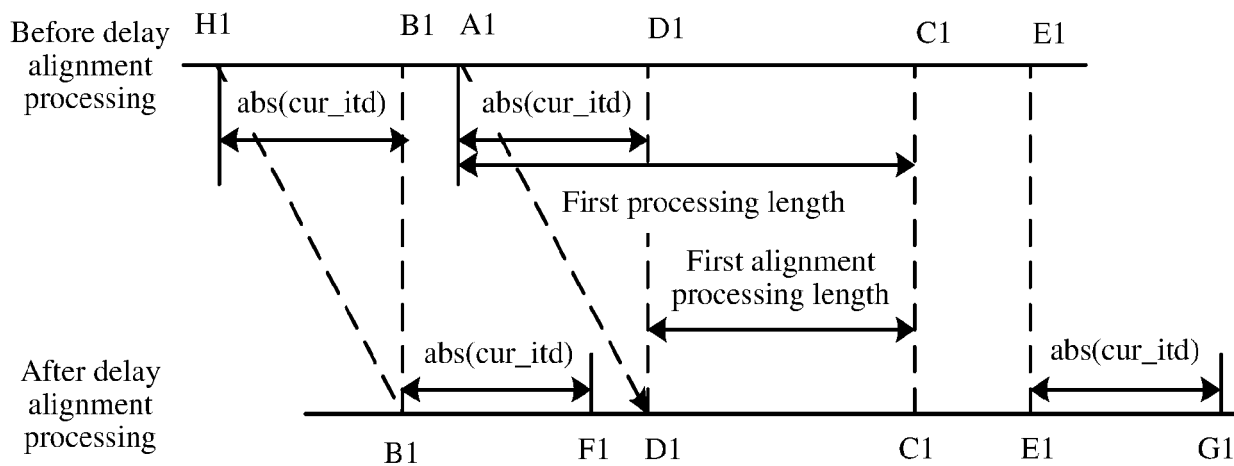 H1 B1 A1 D1 C1 E1
Before delay
alignment
processing
abs(cur_itd) abs(cur_itd)
First processing length
First alignment
processing length
abs(cur_itd) abs(cur_itd)
After delay
alignment
processing
B1 F1 D1 C1 E1 G1